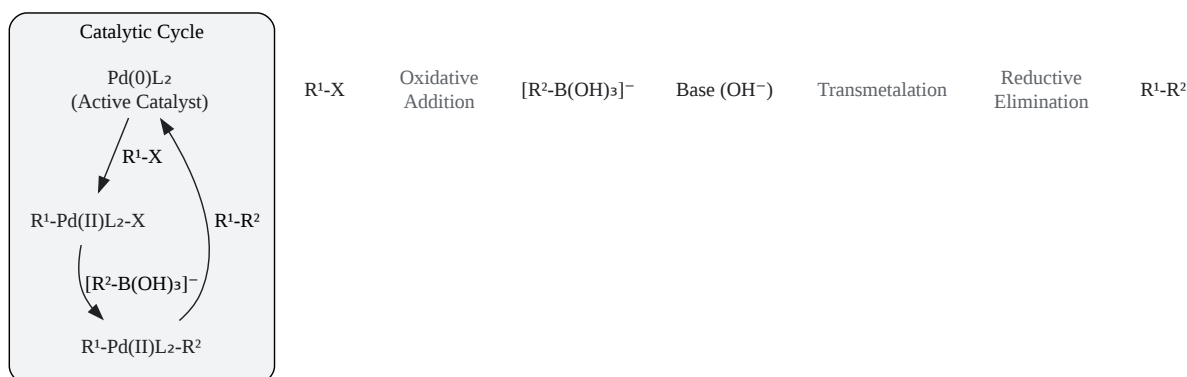 Catalytic Cycle
Pd(0)L₂
(Active Catalyst)
R¹-X
R¹-Pd(II)L₂-X
R¹-R²
[R²-B(OH)₃]⁻
R¹-Pd(II)L₂-R²
R¹-X
Oxidative
Addition
[R²-B(OH)₃]⁻
Base (OH⁻)
Transmetalation
Reductive
Elimination
R¹-R²